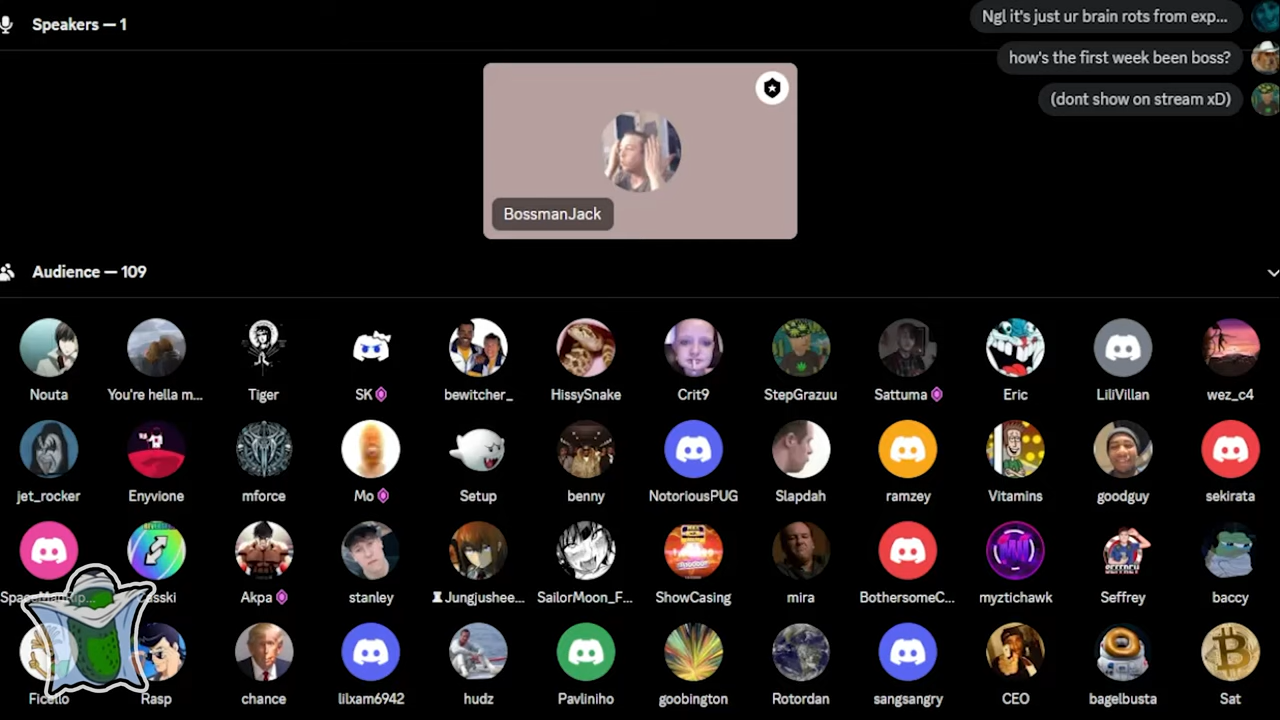 Speakers — 1
Ngl it's just ur brain rots from exp...
how's the first week been boss?
(dont show on stream xD)
BossmanJack
Audience — 109
Nouta
You're hella m...
Tiger
SK
bewitcher_
HissySnake
Crit9
StepGrazuu
Sattuma
Eric
LiliVillan
wez_c4
jet_rocker
Enyvione
mforce
Mo
Setup
benny
NotoriousPUG
Slapdah
ramzey
Vitamins
goodguy
sekirata
Akpa
stanley
Jungjushee...
SailorMoon_F...
ShowCasing
mira
BothersomeC...
myztichawk
Seffrey
baccy
Rasp
chance
lilxam6942
hudz
Pavliniho
goobington
Rotordan
sangsangry
CEO
bagelbusta
Sat